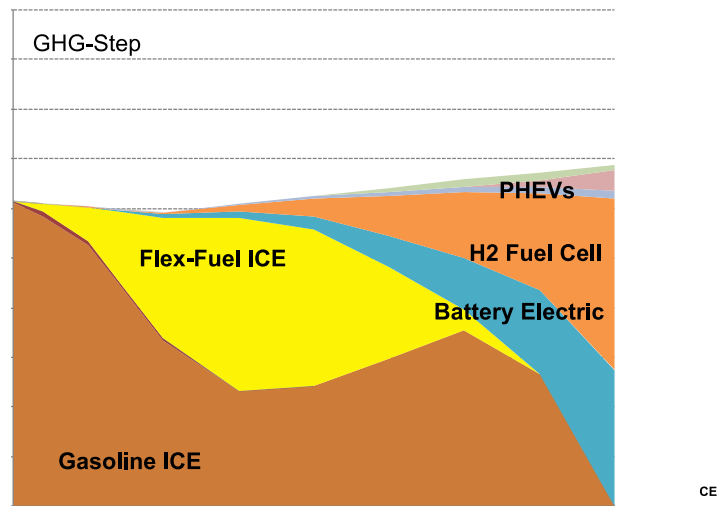 GHG-Step
PHEVs
Flex-Fuel ICE
H2 Fuel Cell
Battery Electric
Gasoline ICE
CE